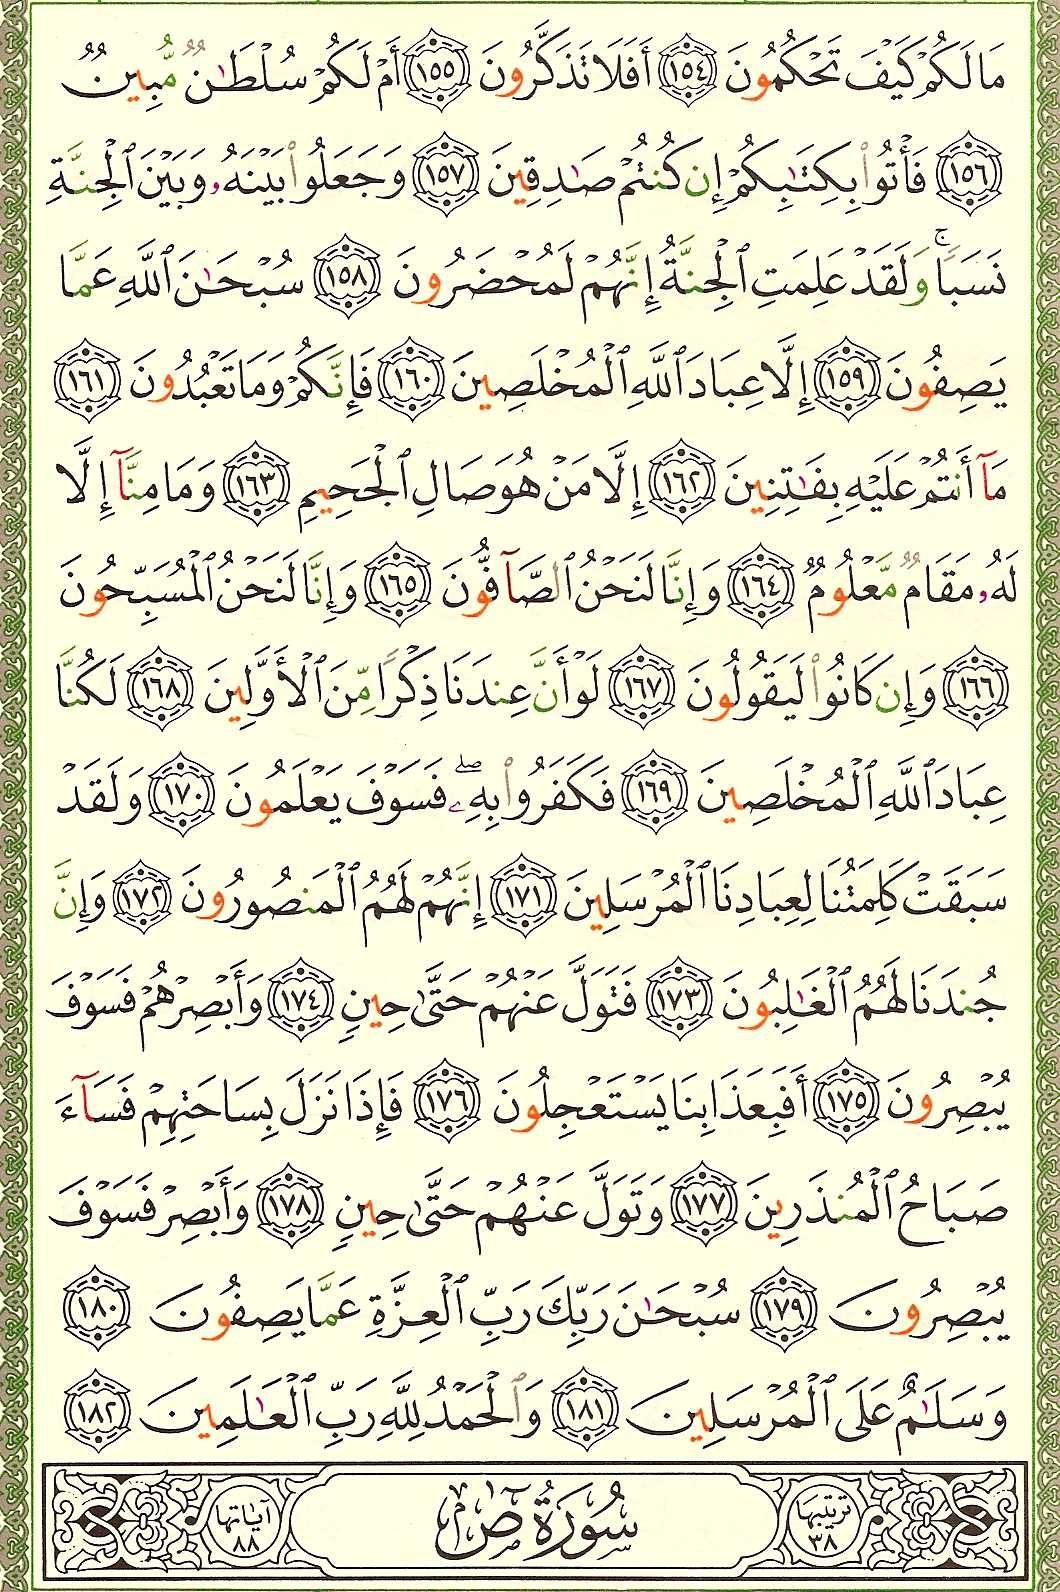 مَا لَكُمْ كَيْفَ تَحْكُمُونَ ١٥٤ أَفَلَا تَذَكَّرُونَ ١٥٥ أَمْ لَكُمْ سُلْطَٰنٌ مُّبِينٌ
١٥٦ فَأْتُوا۟ بِكِتَٰبِكُمْ إِن كُنتُمْ صَٰدِقِينَ ١٥٧ وَجَعَلُوا۟ بَيْنَهُۥ وَبَيْنَ ٱلْجِنَّةِ
نَسَبًا ۚ وَلَقَدْ عَلِمَتِ ٱلْجِنَّةُ إِنَّهُمْ لَمُحْضَرُونَ ١٥٨ سُبْحَٰنَ ٱللَّهِ عَمَّا
يَصِفُونَ ١٥٩ إِلَّا عِبَادَ ٱللَّهِ ٱلْمُخْلَصِينَ ١٦٠ فَإِنَّكُمْ وَمَا تَعْبُدُونَ ١٦١
مَآ أَنتُمْ عَلَيْهِ بِفَٰتِنِينَ ١٦٢ إِلَّا مَنْ هُوَ صَالِ ٱلْجَحِيمِ ١٦٣ وَمَا مِنَّآ إِلَّا
لَهُۥ مَقَامٌ مَّعْلُومٌ ١٦٤ وَإِنَّا لَنَحْنُ ٱلصَّآفُّونَ ١٦٥ وَإِنَّا لَنَحْنُ ٱلْمُسَبِّحُونَ
١٦٦ وَإِن كَانُوا۟ لَيَقُولُونَ ١٦٧ لَوْ أَنَّ عِندَنَا ذِكْرًا مِّنَ ٱلْأَوَّلِينَ ١٦٨ لَكُنَّا
عِبَادَ ٱللَّهِ ٱلْمُخْلَصِينَ ١٦٩ فَكَفَرُوا۟ بِهِۦ ۖ فَسَوْفَ يَعْلَمُونَ ١٧٠ وَلَقَدْ
سَبَقَتْ كَلِمَتُنَا لِعِبَادِنَا ٱلْمُرْسَلِينَ ١٧١ إِنَّهُمْ لَهُمُ ٱلْمَنصُورُونَ ١٧٢ وَإِنَّ
جُندَنَا لَهُمُ ٱلْغَٰلِبُونَ ١٧٣ فَتَوَلَّ عَنْهُمْ حَتَّىٰ حِينٍ ١٧٤ وَأَبْصِرْهُمْ فَسَوْفَ
يُبْصِرُونَ ١٧٥ أَفَبِعَذَابِنَا يَسْتَعْجِلُونَ ١٧٦ فَإِذَا نَزَلَ بِسَاحَتِهِمْ فَسَآءَ
صَبَاحُ ٱلْمُنذَرِينَ ١٧٧ وَتَوَلَّ عَنْهُمْ حَتَّىٰ حِينٍ ١٧٨ وَأَبْصِرْ فَسَوْفَ
يُبْصِرُونَ ١٧٩ سُبْحَٰنَ رَبِّكَ رَبِّ ٱلْعِزَّةِ عَمَّا يَصِفُونَ ١٨٠
وَسَلَٰمٌ عَلَى ٱلْمُرْسَلِينَ ١٨١ وَٱلْحَمْدُ لِلَّهِ رَبِّ ٱلْعَٰلَمِينَ ١٨٢
ترتيبها ٣٨ سُورَةُ صٓ آياتها ٨٨